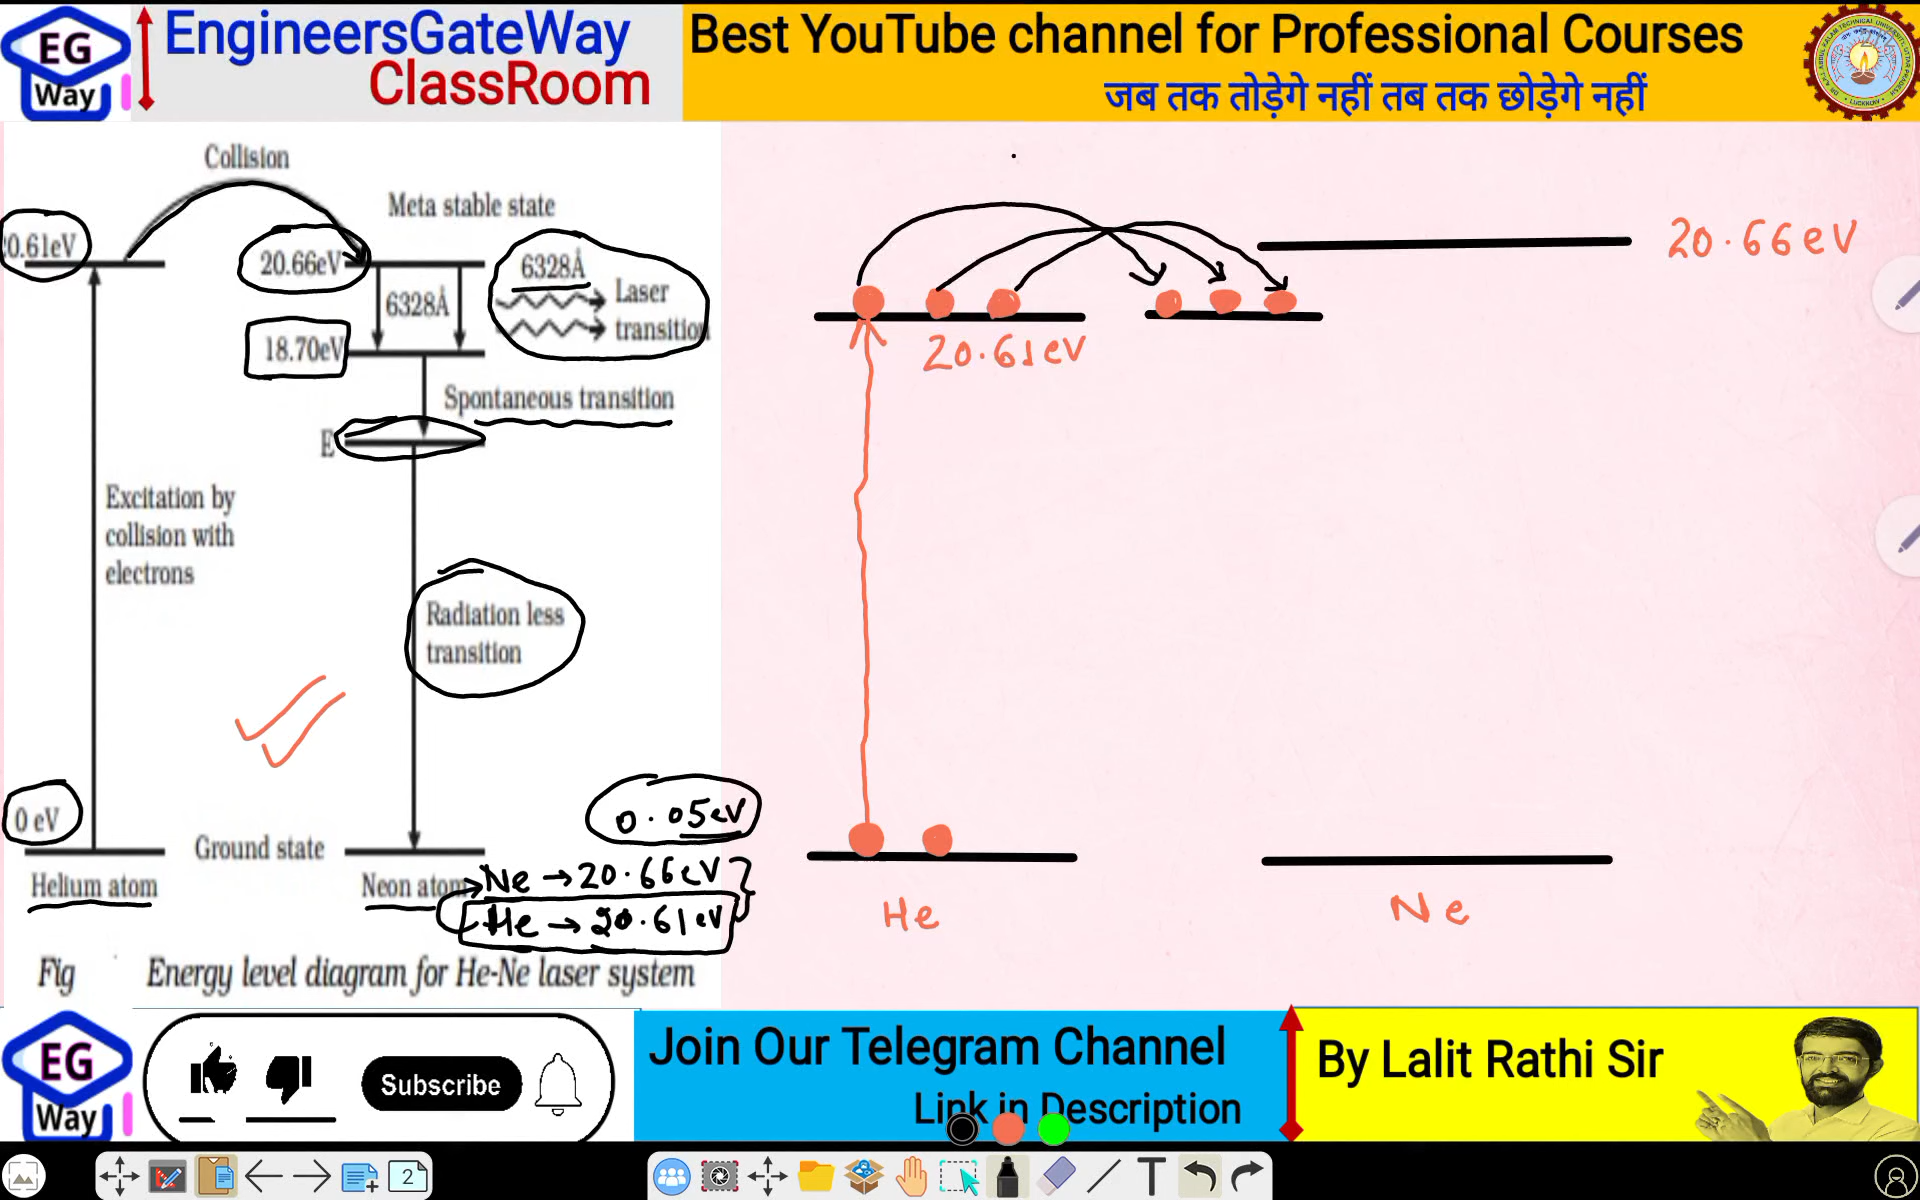 EG
Way
EngineersGateWay
ClassRoom
Best YouTube channel for Professional Courses
जब तक तोड़ेगे नहीं तब तक छोड़ेगे नहीं
Collision
Meta stable state
20.61eV
20.66eV
6328Å
6328Å
Laser
transition
18.70eV
Spontaneous transition
E
Excitation by
collision with
electrons
Radiation less
transition
0 eV
Ground state
Helium atom
Neon atom
0.05eV
Ne → 20.66eV
He → 20.61eV
Fig
Energy level diagram for He-Ne laser system
20.66eV
20.61eV
He
Ne
EG
Way
Subscribe
Join Our Telegram Channel
Link in Description
By Lalit Rathi Sir
2
T